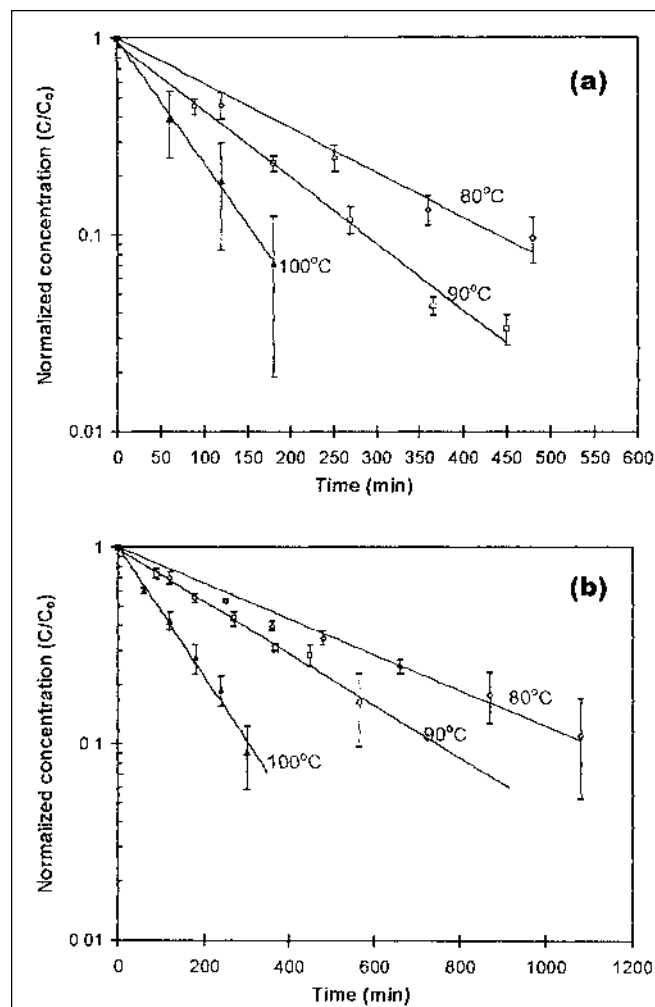 (a)
Normalized concentration (C/C₀)
1
0.1
0.01
80°C
90°C
100°C
0 50 100 150 200 250 300 350 400 450 500 550 600
Time (min)
(b)
Normalized concentration (C/C₀)
1
0.1
0.01
80°C
90°C
100°C
0 200 400 600 800 1000 1200
Time (min)